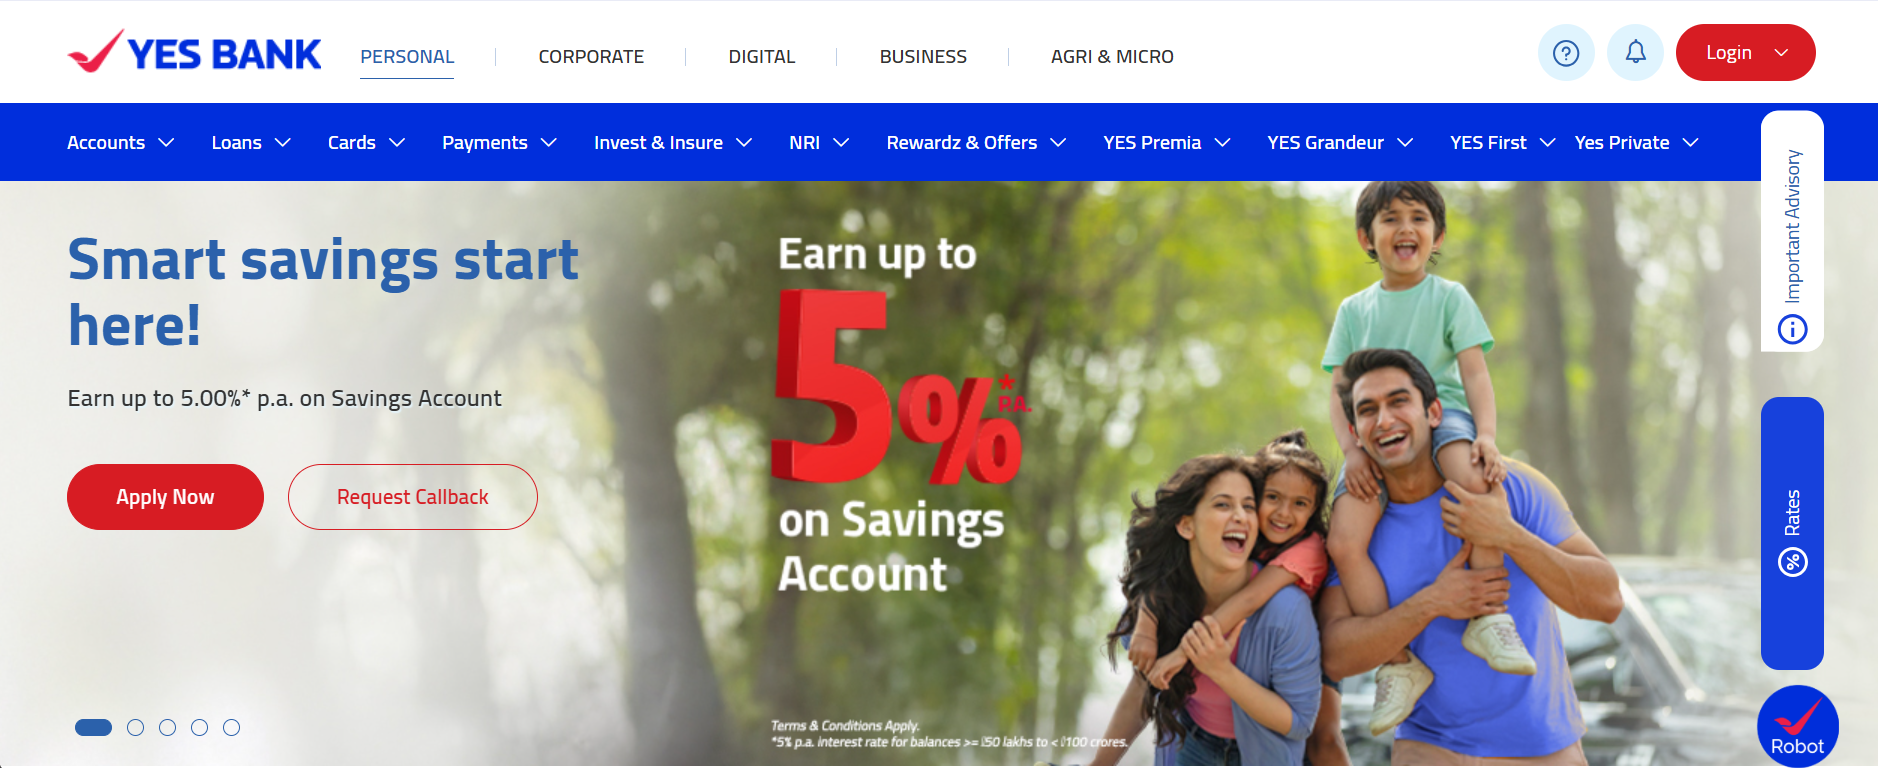 YES BANK
PERSONAL
CORPORATE
DIGITAL
BUSINESS
AGRI & MICRO
Login
Accounts
Loans
Cards
Payments
Invest & Insure
NRI
Rewardz & Offers
YES Premia
YES Grandeur
YES First
Yes Private
Important Advisory
Smart savings start
here!
Earn up to 5.00%* p.a. on Savings Account
Apply Now
Request Callback
Earn up to
5%*
P.A.
on Savings
Account
Terms & Conditions Apply.
*5% p.a. interest rate for balances >= ▯50 lakhs to < ▯100 crores.
Rates
Robot